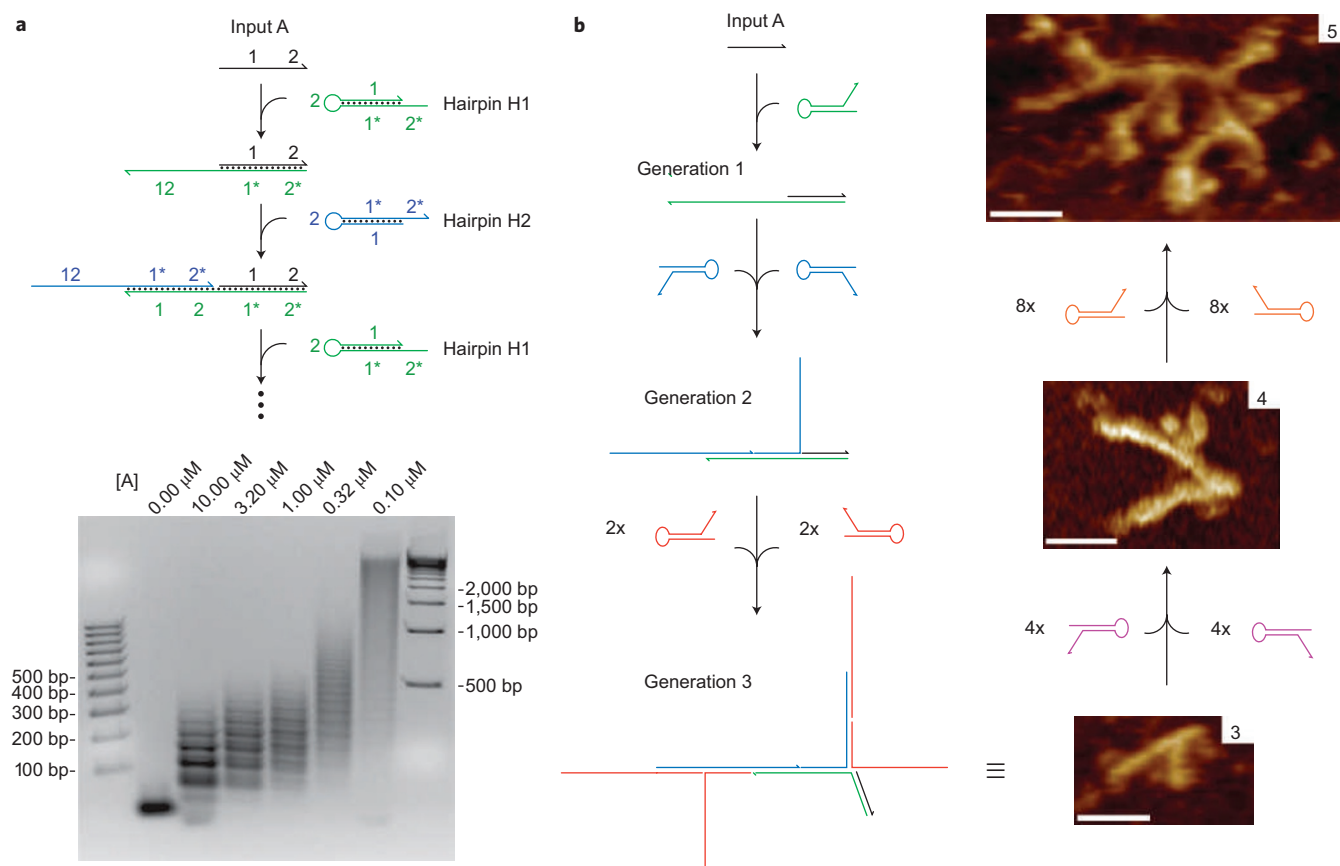 a
Input A
1 2
1
2
1* 2*
Hairpin H1
1 2
12 1* 2*
1* 2*
2
1
Hairpin H2
12 1* 2* 1 2
1 2 1* 2*
1
2
1* 2*
Hairpin H1
[A]
0.00 μM
10.00 μM
3.20 μM
1.00 μM
0.32 μM
0.10 μM
500 bp-
400 bp-
300 bp-
200 bp-
100 bp-
-2,000 bp
-1,500 bp
-1,000 bp
-500 bp
b
Input A
Generation 1
Generation 2
2x 2x
Generation 3
≡
5
8x 8x
4
4x 4x
3